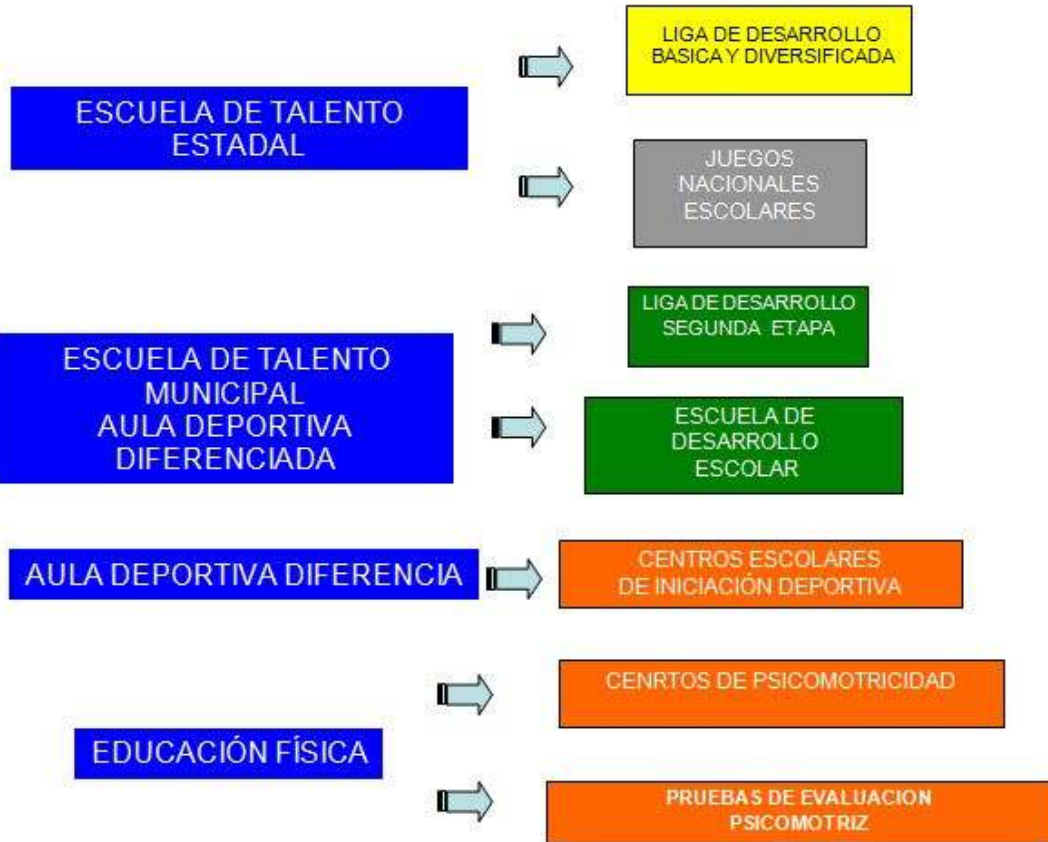 ESCUELA DE TALENTO
ESTADAL
LIGA DE DESARROLLO
BASICA Y DIVERSIFICADA
JUEGOS
NACIONALES
ESCOLARES
ESCUELA DE TALENTO
MUNICIPAL
AULA DEPORTIVA
DIFERENCIADA
LIGA DE DESARROLLO
SEGUNDA ETAPA
ESCUELA DE
DESARROLLO
ESCOLAR
AULA DEPORTIVA DIFERENCIA
CENTROS ESCOLARES
DE INICIACIÓN DEPORTIVA
EDUCACIÓN FÍSICA
CENRTOS DE PSICOMOTRICIDAD
PRUEBAS DE EVALUACION
PSICOMOTRIZ